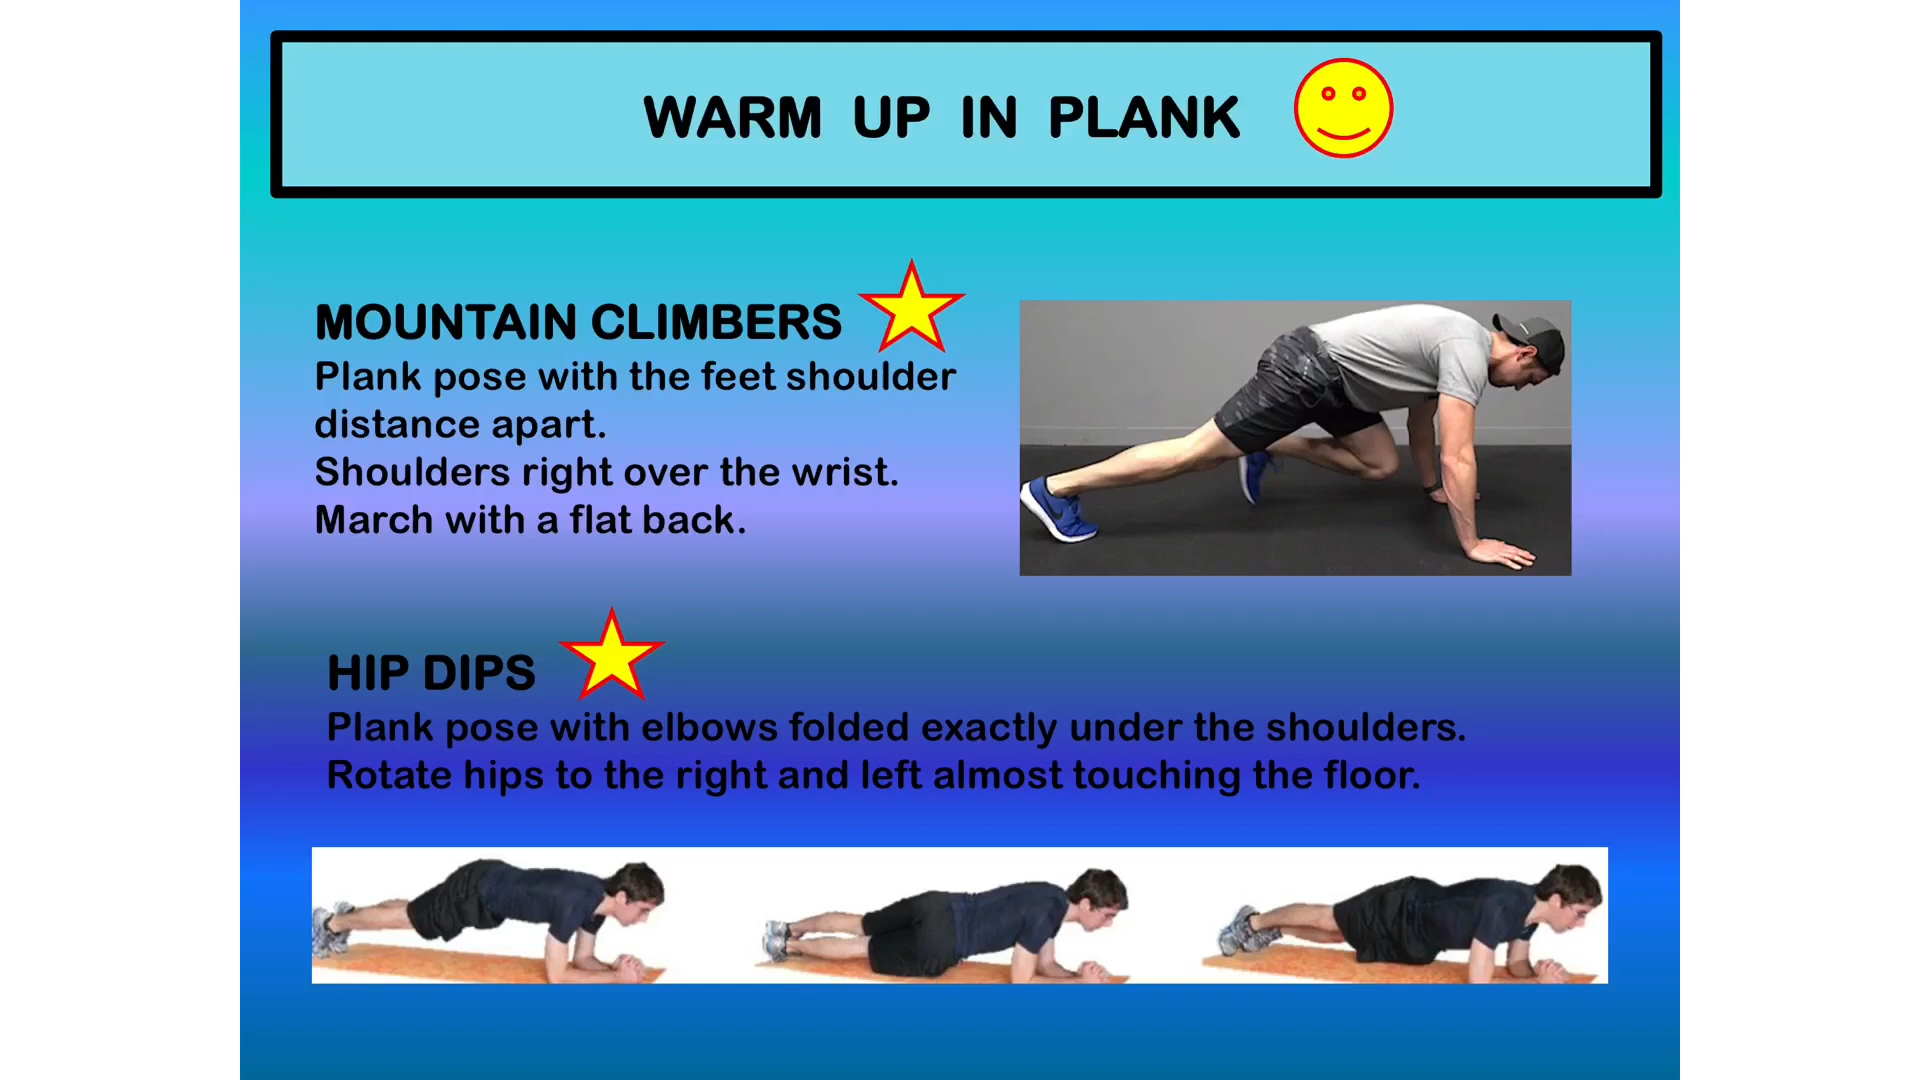 WARM UP IN PLANK
MOUNTAIN CLIMBERS
Plank pose with the feet shoulder
distance apart.
Shoulders right over the wrist.
March with a flat back.
HIP DIPS
Plank pose with elbows folded exactly under the shoulders.
Rotate hips to the right and left almost touching the floor.